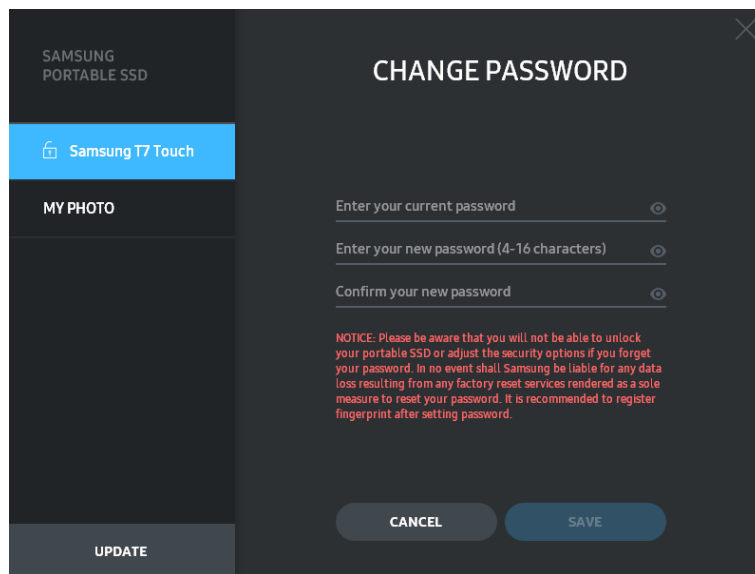 SAMSUNG
PORTABLE SSD
Samsung T7 Touch
MY PHOTO
UPDATE
CHANGE PASSWORD
Enter your current password
Enter your new password (4-16 characters)
Confirm your new password
NOTICE: Please be aware that you will not be able to unlock
your portable SSD or adjust the security options if you forget
your password. In no event shall Samsung be liable for any data
loss resulting from any factory reset services rendered as a sole
measure to reset your password. It is recommended to register
fingerprint after setting password.
CANCEL
SAVE